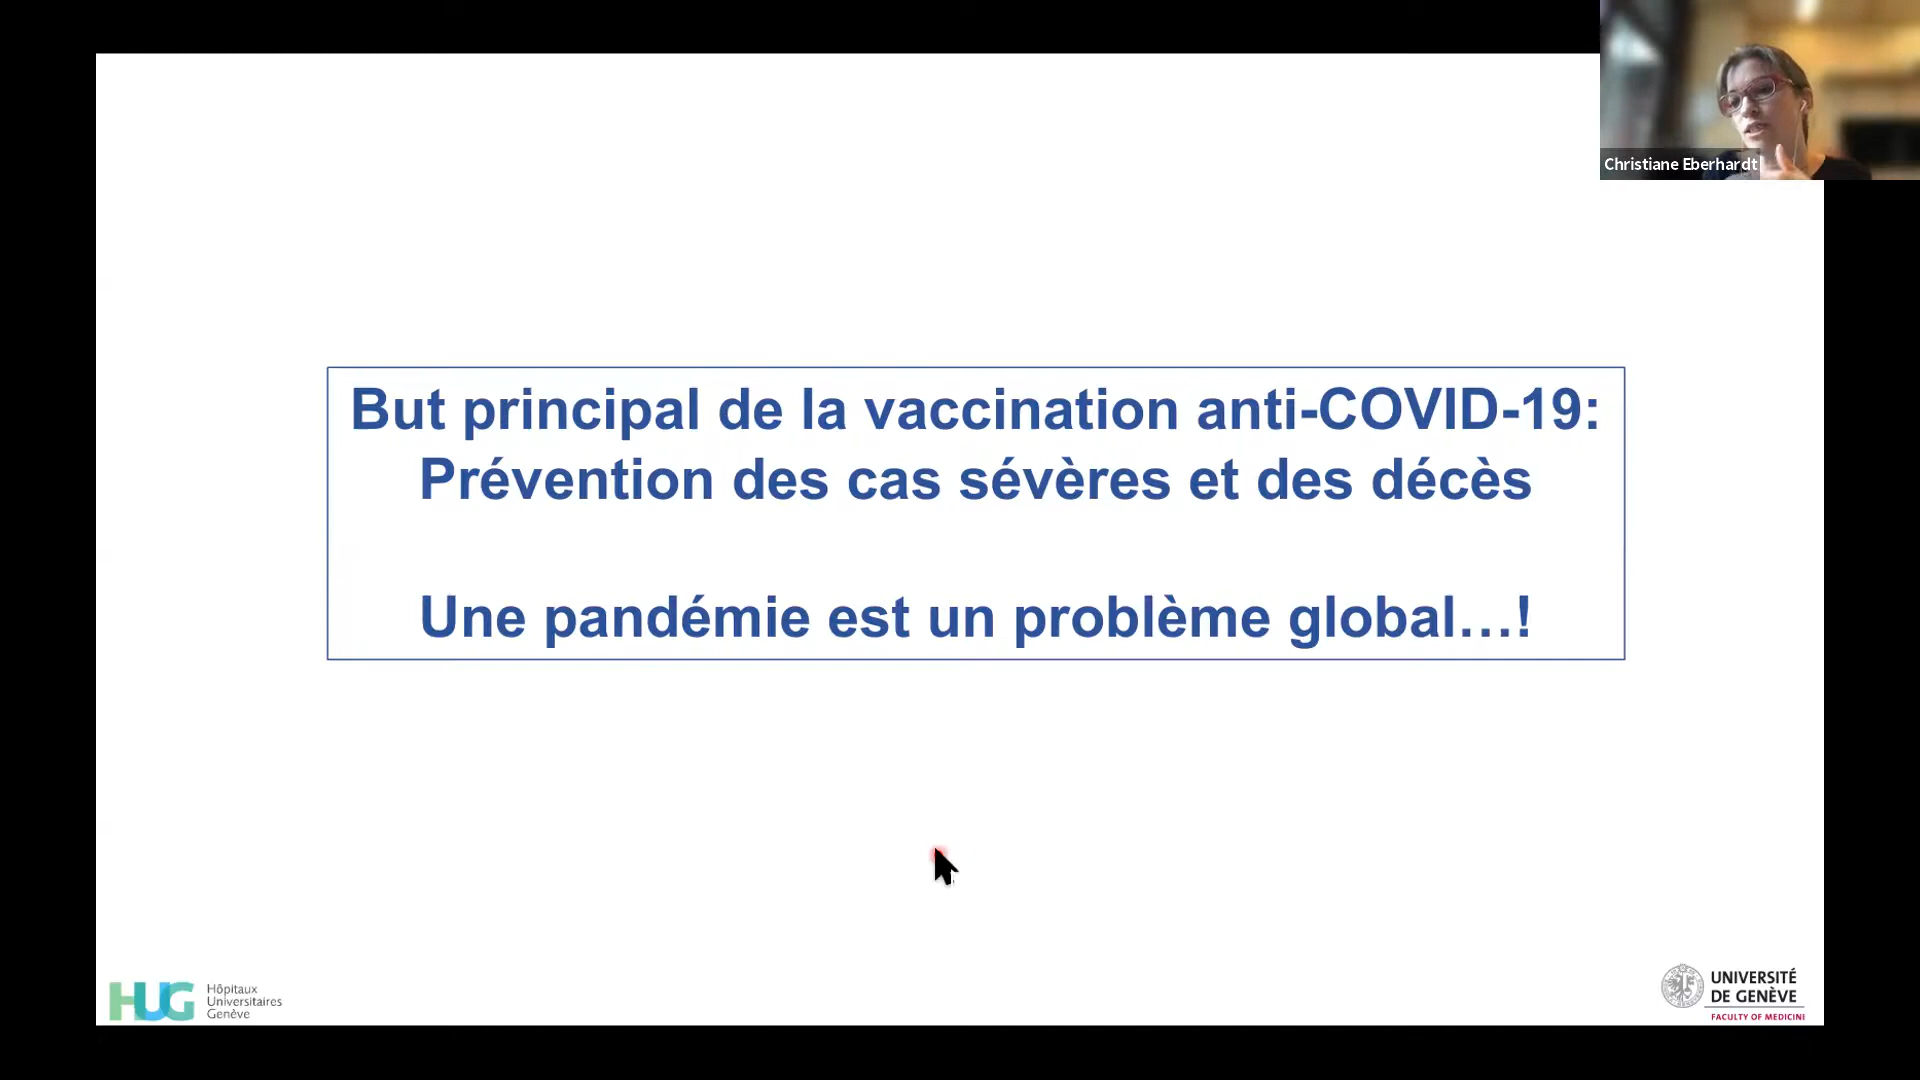 Christiane Eberhardt
But principal de la vaccination anti-COVID-19:
Prévention des cas sévères et des décès
Une pandémie est un problème global…!
HUG
Hôpitaux
Universitaires
Genève
UNIVERSITÉ
DE GENÈVE
FACULTY OF MEDICINE